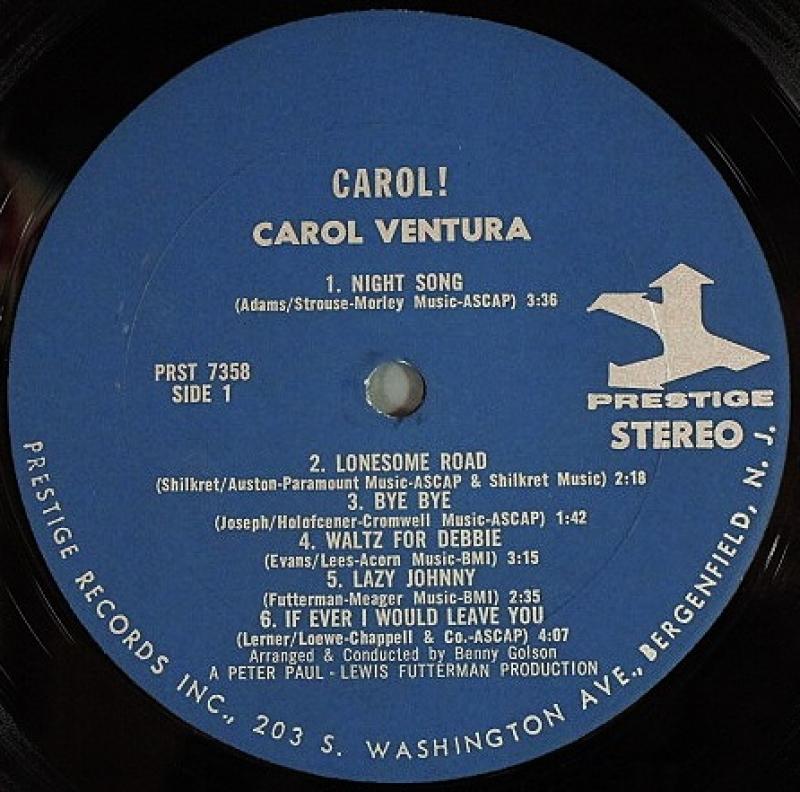 CAROL!
CAROL VENTURA
1. NIGHT SONG
(Adams/Strouse-Morley Music-ASCAP) 3:36
PRST 7358
SIDE 1
PRESTIGE
STEREO
2. LONESOME ROAD
(Shilkret/Auston-Paramount Music-ASCAP & Shilkret Music) 2:18
3. BYE BYE
(Joseph/Holofcener-Cromwell Music-ASCAP) 1:42
4. WALTZ FOR DEBBIE
(Evans/Lees-Acorn Music-BMI) 3:15
5. LAZY JOHNNY
(Futterman-Meager Music-BMI) 2:35
6. IF EVER I WOULD LEAVE YOU
(Lerner/Loewe-Chappell & Co.-ASCAP) 4:07
Arranged & Conducted by Benny Golson
A PETER PAUL - LEWIS FUTTERMAN PRODUCTION
PRESTIGE RECORDS INC., 203 S. WASHINGTON AVE., BERGENFIELD, N. J.